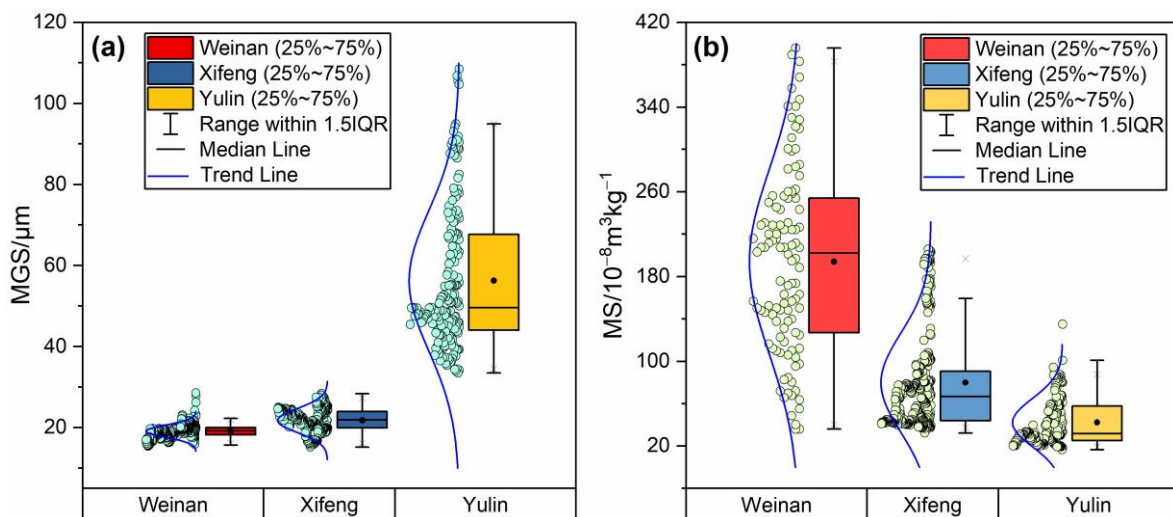 (a)
MGS/μm
120
100
80
60
40
20
Weinan (25%~75%)
Xifeng (25%~75%)
Yulin (25%~75%)
Range within 1.5IQR
Median Line
Trend Line
Weinan
Xifeng
Yulin
(b)
MS/10⁻⁸m³kg⁻¹
420
340
260
180
100
20
Weinan (25%~75%)
Xifeng (25%~75%)
Yulin (25%~75%)
Range within 1.5IQR
Median Line
Trend Line
Weinan
Xifeng
Yulin